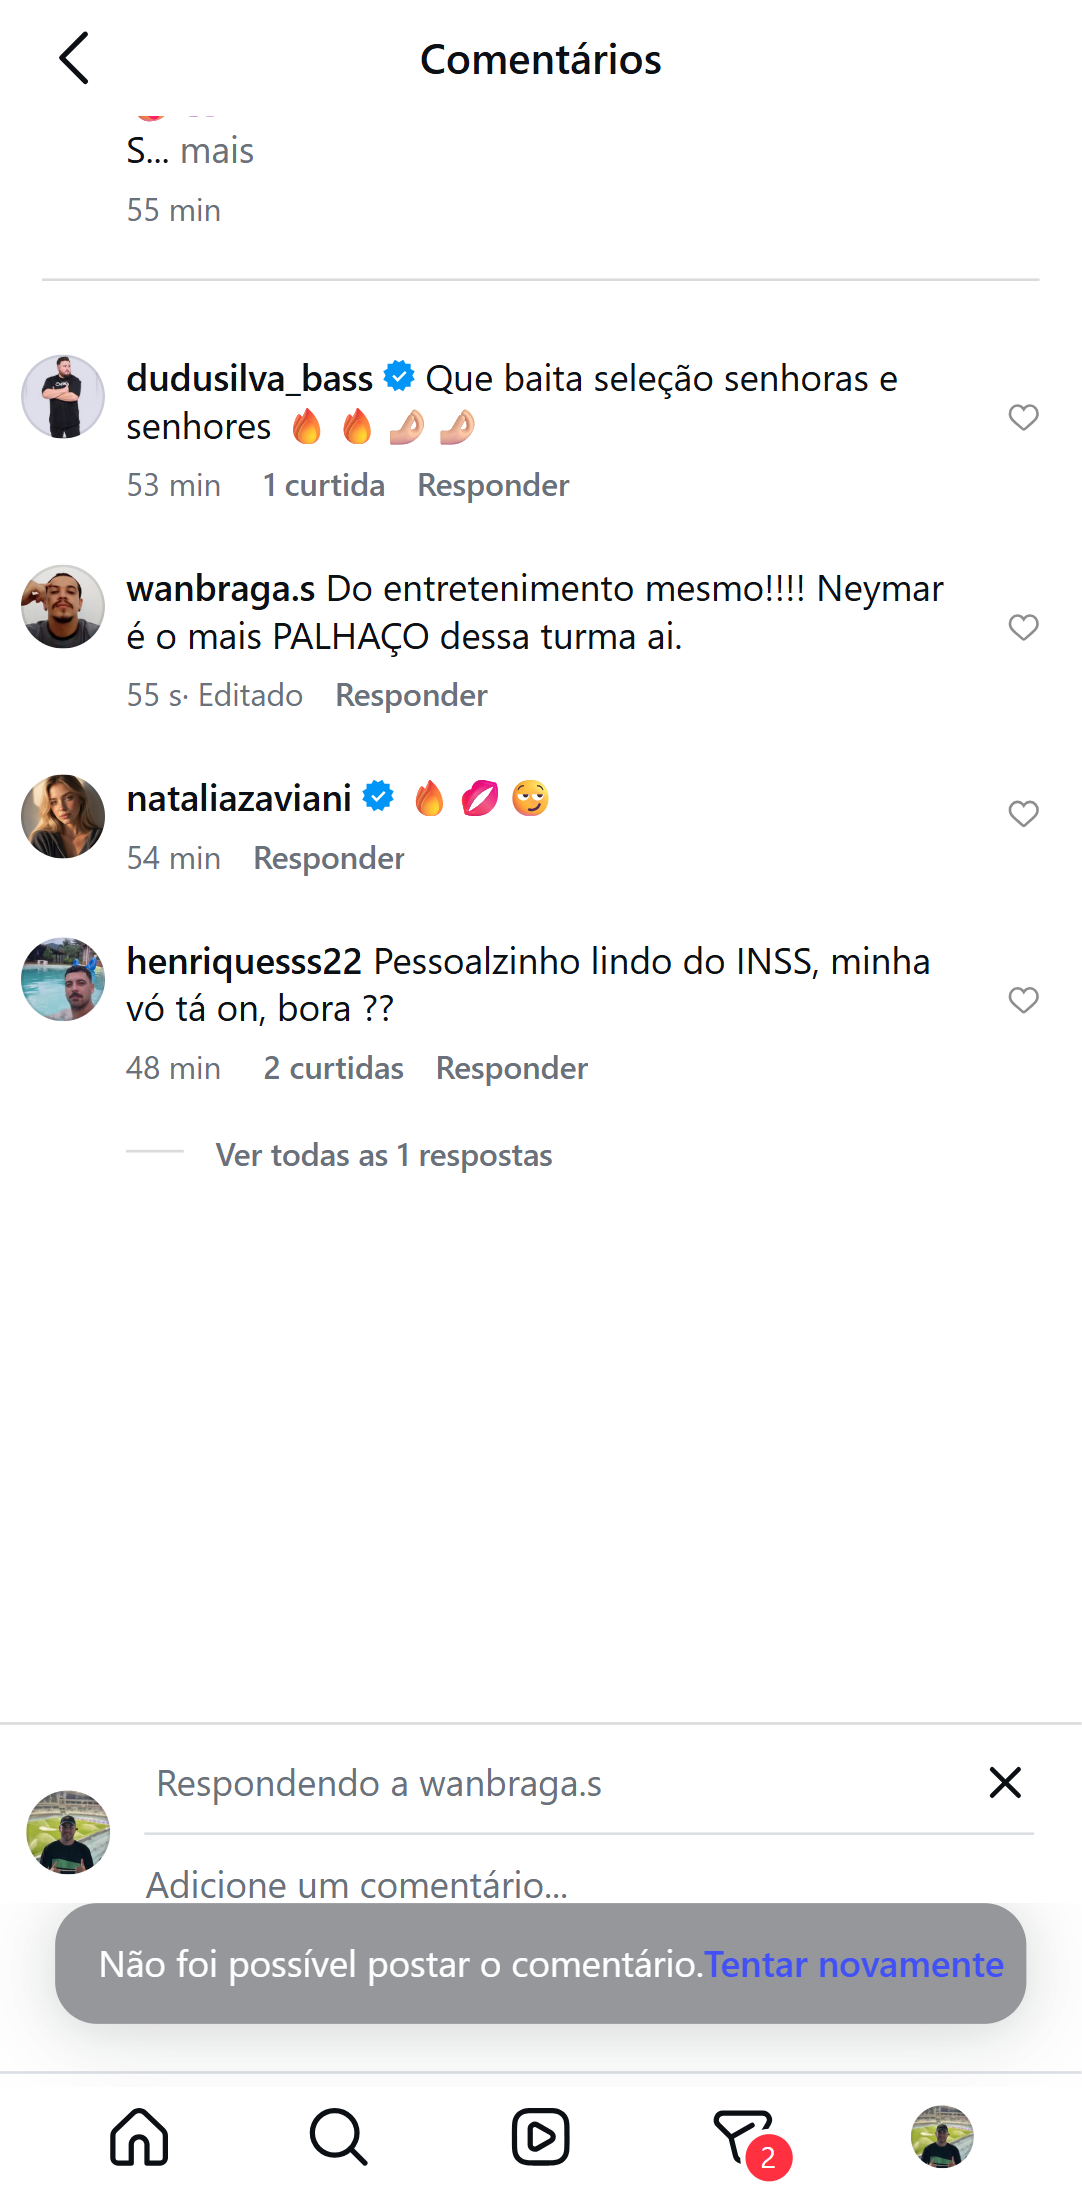 Comentários
S... mais
55 min
dudusilva_bass Que baita seleção senhoras e
senhores 🔥 🔥 🤌🏻 🤌🏻
53 min 1 curtida Responder
wanbraga.s Do entretenimento mesmo!!!! Neymar
é o mais PALHAÇO dessa turma ai.
55 s· Editado Responder
nataliazaviani 🔥 💋 😏
54 min Responder
henriquesss22 Pessoalzinho lindo do INSS, minha
vó tá on, bora ??
48 min 2 curtidas Responder
Ver todas as 1 respostas
Respondendo a wanbraga.s
Adicione um comentário...
Não foi possível postar o comentário.Tentar novamente
2